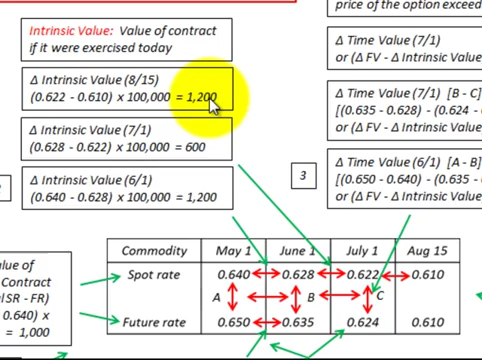 price of the option exceed
Intrinsic Value: Value of contract
if it were exercised today
Δ Intrinsic Value (8/15)
(0.622 - 0.610) x 100,000 = 1,200
Δ Intrinsic Value (7/1)
(0.628 - 0.622) x 100,000 = 600
Δ Intrinsic Value (6/1)
(0.640 - 0.628) x 100,000 = 1,200
Δ Time Value (7/1)
or (Δ FV - Δ Intrinsic Value
Δ Time Value (7/1) [B - C]
[(0.635 - 0.628) - (0.624 -
or (Δ FV - Δ Intrinsic Value
3
Δ Time Value (6/1) [A - B]
[(0.650 - 0.640) - (0.635 -
or (Δ FV - Δ Intrinsic Value
alue of
Contract
(SR - FR)
0.640) x
= 1,000
Commodity May 1 June 1 July 1 Aug 15
Spot rate 0.640 0.628 0.622 0.610
A B C
Future rate 0.650 0.635 0.624 0.610